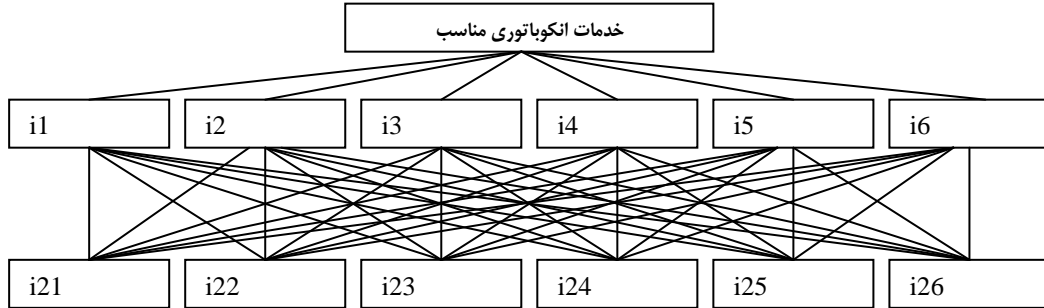 خدمات انکوباتوری مناسب
i1 i2 i3 i4 i5 i6
i21 i22 i23 i24 i25 i26